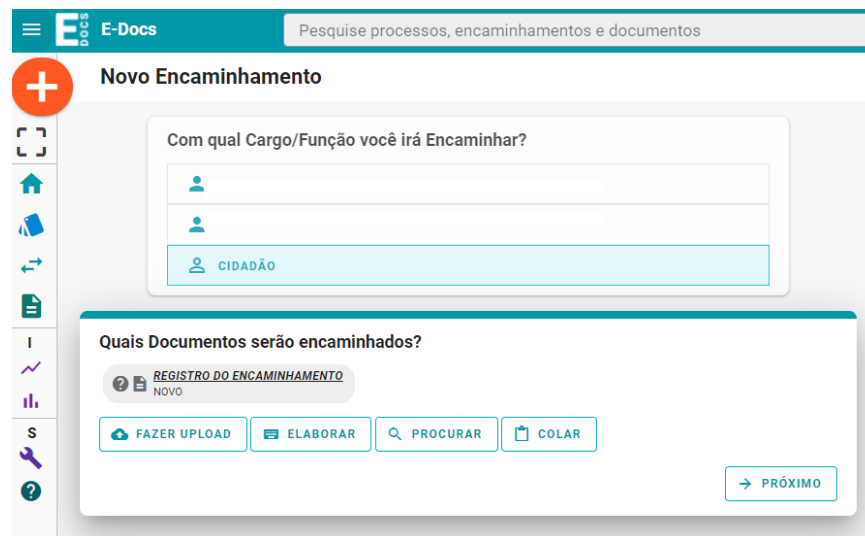 E DOCS
E-Docs
Pesquise processos, encaminhamentos e documentos
Novo Encaminhamento
Com qual Cargo/Função você irá Encaminhar?
CIDADÃO
I
S
Quais Documentos serão encaminhados?
REGISTRO DO ENCAMINHAMENTO
NOVO
FAZER UPLOAD
ELABORAR
PROCURAR
COLAR
PRÓXIMO